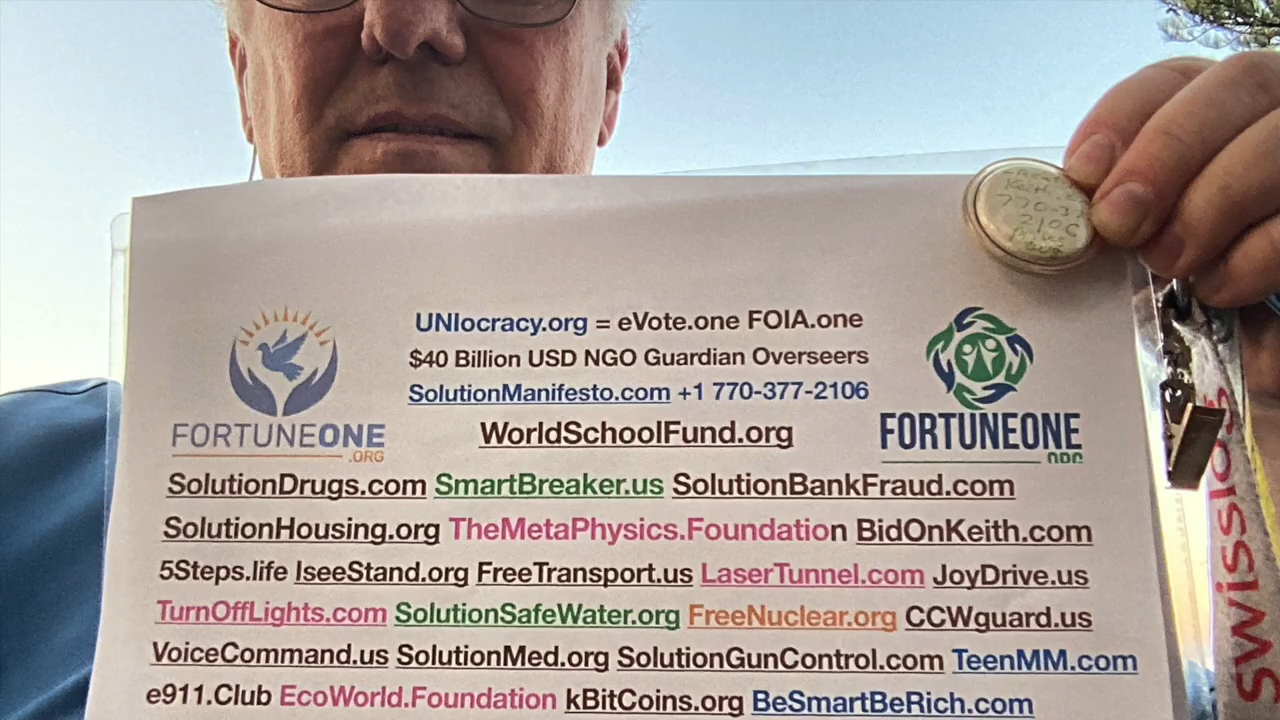 UNIocracy.org = eVote.one FOIA.one
$40 Billion USD NGO Guardian Overseers
SolutionManifesto.com +1 770-377-2106
WorldSchoolFund.org
FORTUNEONE
.ORG
FORTUNEONE
SolutionDrugs.com SmartBreaker.us SolutionBankFraud.com
SolutionHousing.org TheMetaPhysics.Foundation BidOnKeith.com
5Steps.life IseeStand.org FreeTransport.us LaserTunnel.com JoyDrive.us
TurnOffLights.com SolutionSafeWater.org FreeNuclear.org CCWguard.us
VoiceCommand.us SolutionMed.org SolutionGunControl.com TeenMM.com
e911.Club EcoWorld.Foundation kBitCoins.org BeSmartBeRich.com
Keith
770-37
2106
swissios